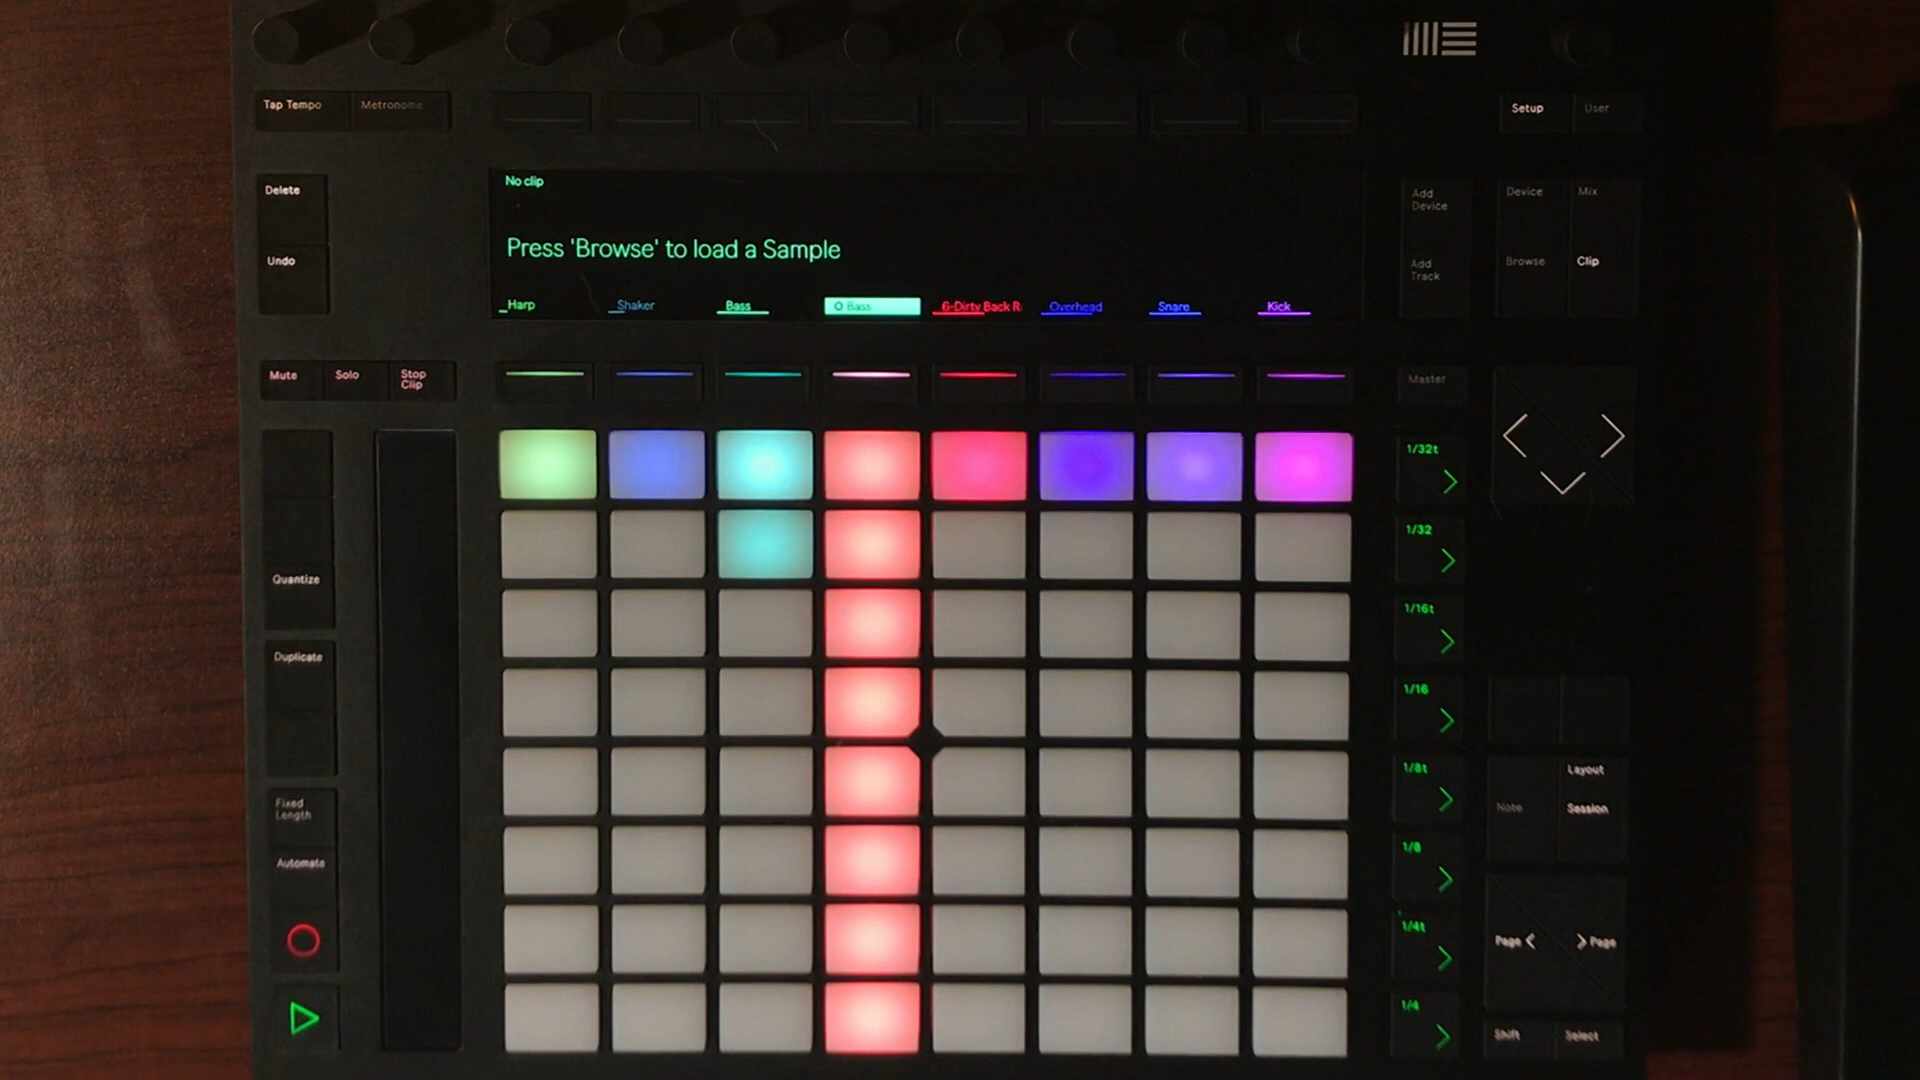 Tap Tempo Metronome
Setup User
Delete
Undo
No clip
Press 'Browse' to load a Sample
Harp Shaker Bass Bass 6-Dirty Back R Overhead Snare Kick
Add Device
Add Track
Device Mix
Browse Clip
Mute Solo Stop Clip
Master
1/32t
1/32
1/16t
1/16
1/8t
1/8
1/4t
1/4
Quantize
Duplicate
Fixed Length
Automate
Layout
Note Session
Page < > Page
Shift Select